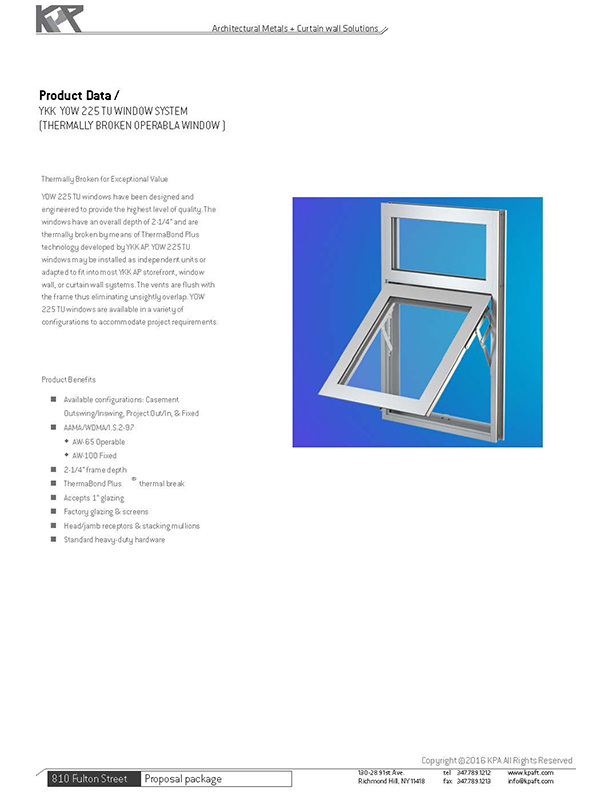 KPA
Architectural Metals + Curtain wall Solutions
Product Data /
YKK YOW 225 TU WINDOW SYSTEM
(THERMALLY BROKEN OPERABLA WINDOW )
Thermally Broken for Exceptional Value
YOW 225 TU windows have been designed and
engineered to provide the highest level of quality. The
windows have an overall depth of 2-1/4" and are
thermally broken by means of ThermaBond Plus
technology developed by YKK AP. YOW 225 TU
windows may be installed as independent units or
adapted to fit into most YKK AP storefront, window
wall, or curtain wall systems. The vents are flush with
the frame thus eliminating unsightly overlap. YOW
225 TU windows are available in a variety of
configurations to accommodate project requirements.
Product Benefits
■ Available configurations: Casement
Outswing/Inswing, Project Out/In, & Fixed
■ AAMA/WDMA/I.S.2-97
◆ AW-65 Operable
◆ AW-100 Fixed
■ 2-1/4" frame depth
■ ThermaBond Plus ® thermal break
■ Accepts 1" glazing
■ Factory glazing & screens
■ Head/jamb receptors & stacking mullions
■ Standard heavy-duty hardware
Copyright ©2016 KPA All Rights Reserved
810 Fulton Street Proposal package
130-28 91st Ave. tel 347.789.1212 www.kpaft.com
Richmond Hill, NY 11418 fax 347.789.1213 info@kpaft.com